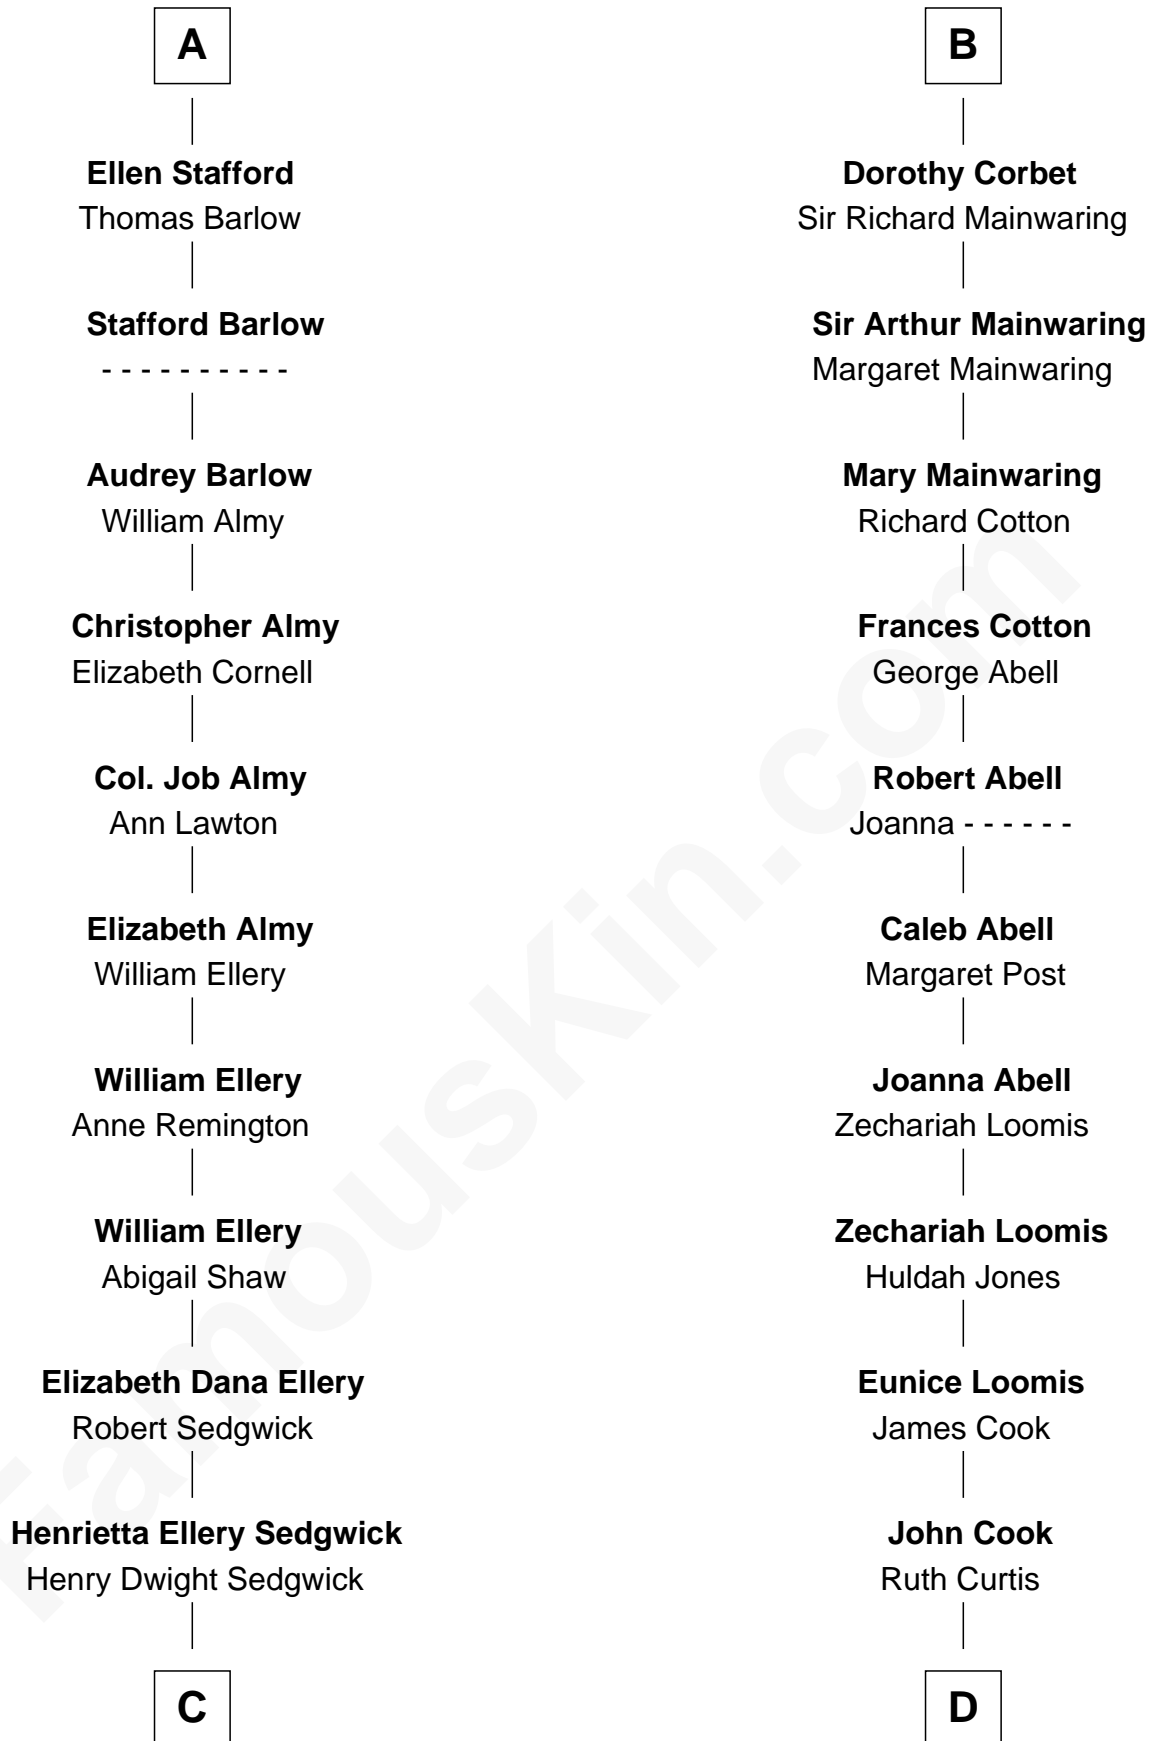 A
Ellen Stafford
Thomas Barlow
Stafford Barlow
- - - - - - - - - -
Audrey Barlow
William Almy
Christopher Almy
Elizabeth Cornell
Col. Job Almy
Ann Lawton
Elizabeth Almy
William Ellery
William Ellery
Anne Remington
William Ellery
Abigail Shaw
Elizabeth Dana Ellery
Robert Sedgwick
Henrietta Ellery Sedgwick
Henry Dwight Sedgwick
C
B
Dorothy Corbet
Sir Richard Mainwaring
Sir Arthur Mainwaring
Margaret Mainwaring
Mary Mainwaring
Richard Cotton
Frances Cotton
George Abell
Robert Abell
Joanna - - - - - -
Caleb Abell
Margaret Post
Joanna Abell
Zechariah Loomis
Zechariah Loomis
Huldah Jones
Eunice Loomis
James Cook
John Cook
Ruth Curtis
D
FamousKin.com